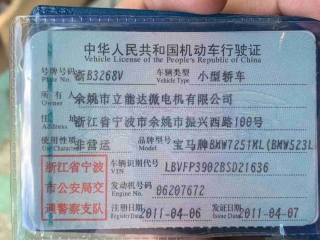 中华人民共和国机动车行驶证
Vehicle License of the People's Republic of China
号牌号码 浙B3268V 车辆类型 小型轿车
Plate No. Vehicle Type
所有人 余姚市立能达微电机有限公司
Owner
住址 浙江省宁波市余姚市振兴西路100号
Address
非营运 品牌型号 宝马牌BMW7251ML(BMW523L
Model
浙江省宁波
市公安局交
通警察支队
车辆识别代号 LBVFP3902BSD21636
VIN
发动机号码 06207672
Engine No.
注册日期 2011-04-06 发证日期 2011-04-07
Register Date Issue Date